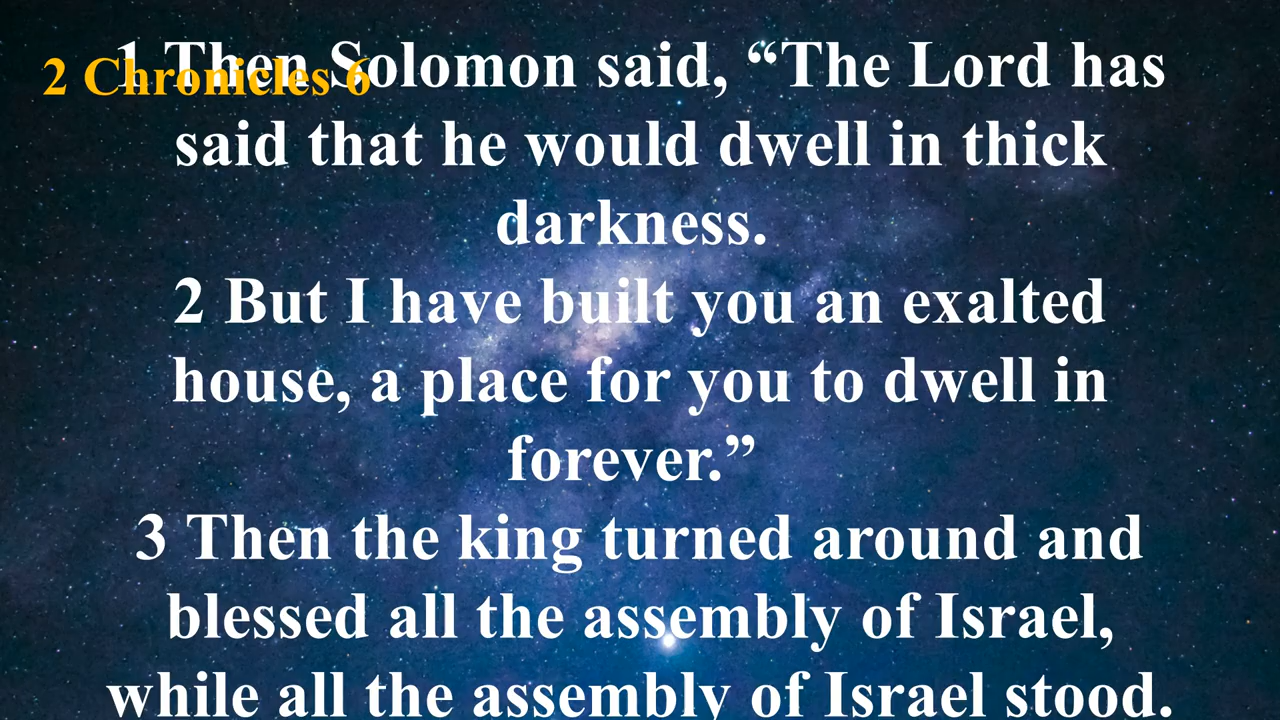 2 Chronicles 6
1 Then Solomon said, “The Lord has
said that he would dwell in thick
darkness.
2 But I have built you an exalted
house, a place for you to dwell in
forever.”
3 Then the king turned around and
blessed all the assembly of Israel,
while all the assembly of Israel stood.